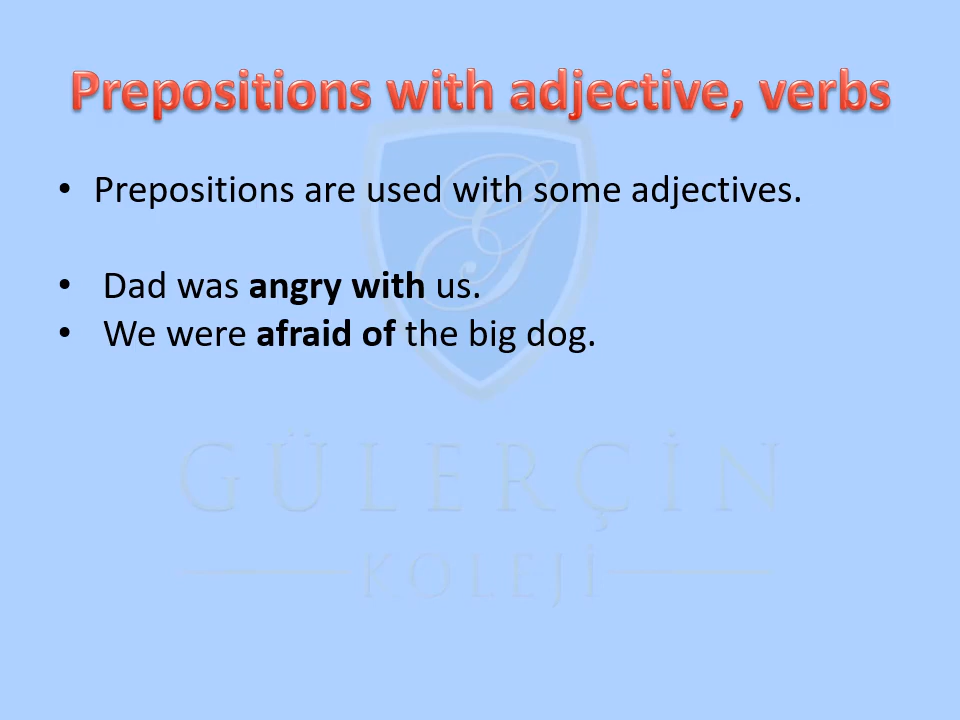 Prepositions with adjective, verbs
• Prepositions are used with some adjectives.
• Dad was angry with us.
• We were afraid of the big dog.
GÜLERÇİN
KOLEJİ